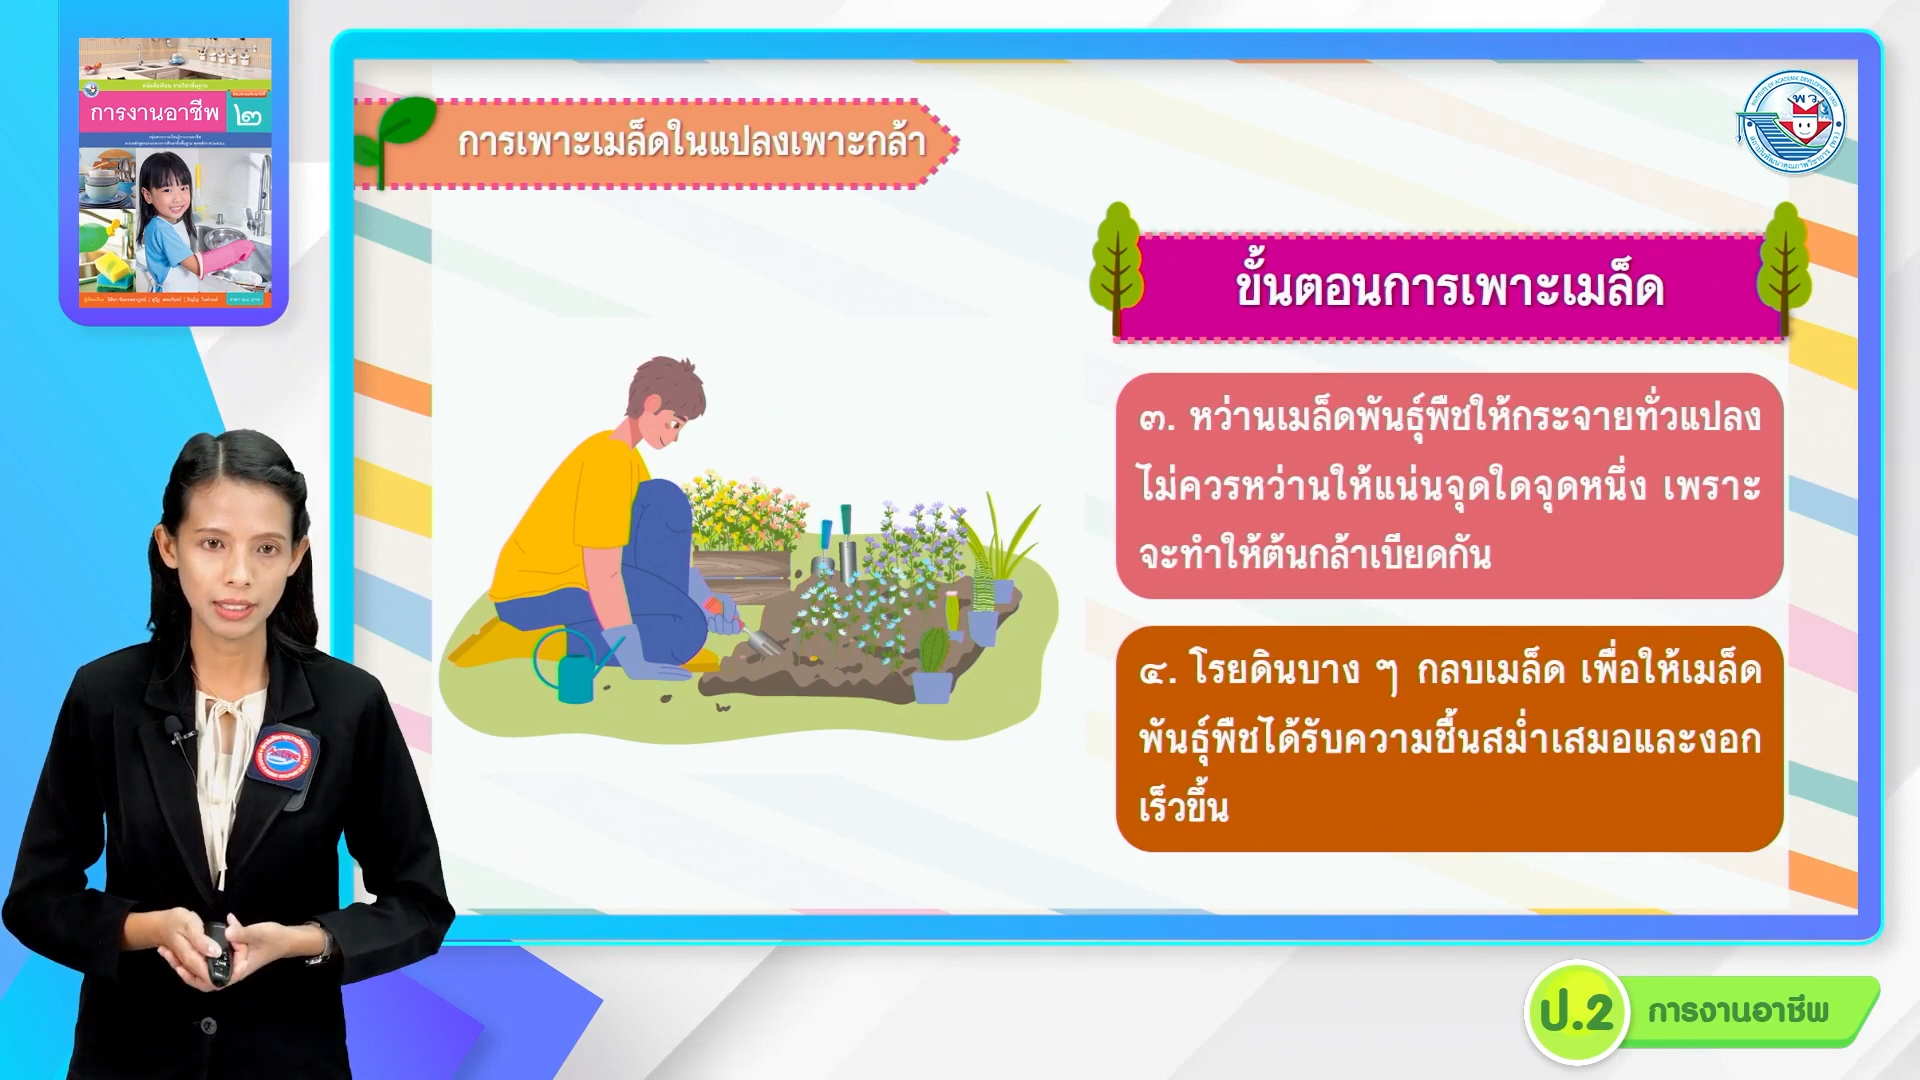 การงานอาชีพ ๒
การเพาะเมล็ดในแปลงเพาะกล้า
พว.
ขั้นตอนการเพาะเมล็ด
๓. หว่านเมล็ดพันธุ์พืชให้กระจายทั่วแปลง
ไม่ควรหว่านให้แน่นจุดใดจุดหนึ่ง เพราะ
จะทำให้ต้นกล้าเบียดกัน
๔. โรยดินบาง ๆ กลบเมล็ด เพื่อให้เมล็ด
พันธุ์พืชได้รับความชื้นสม่ำเสมอและงอก
เร็วขึ้น
ป.2 การงานอาชีพ